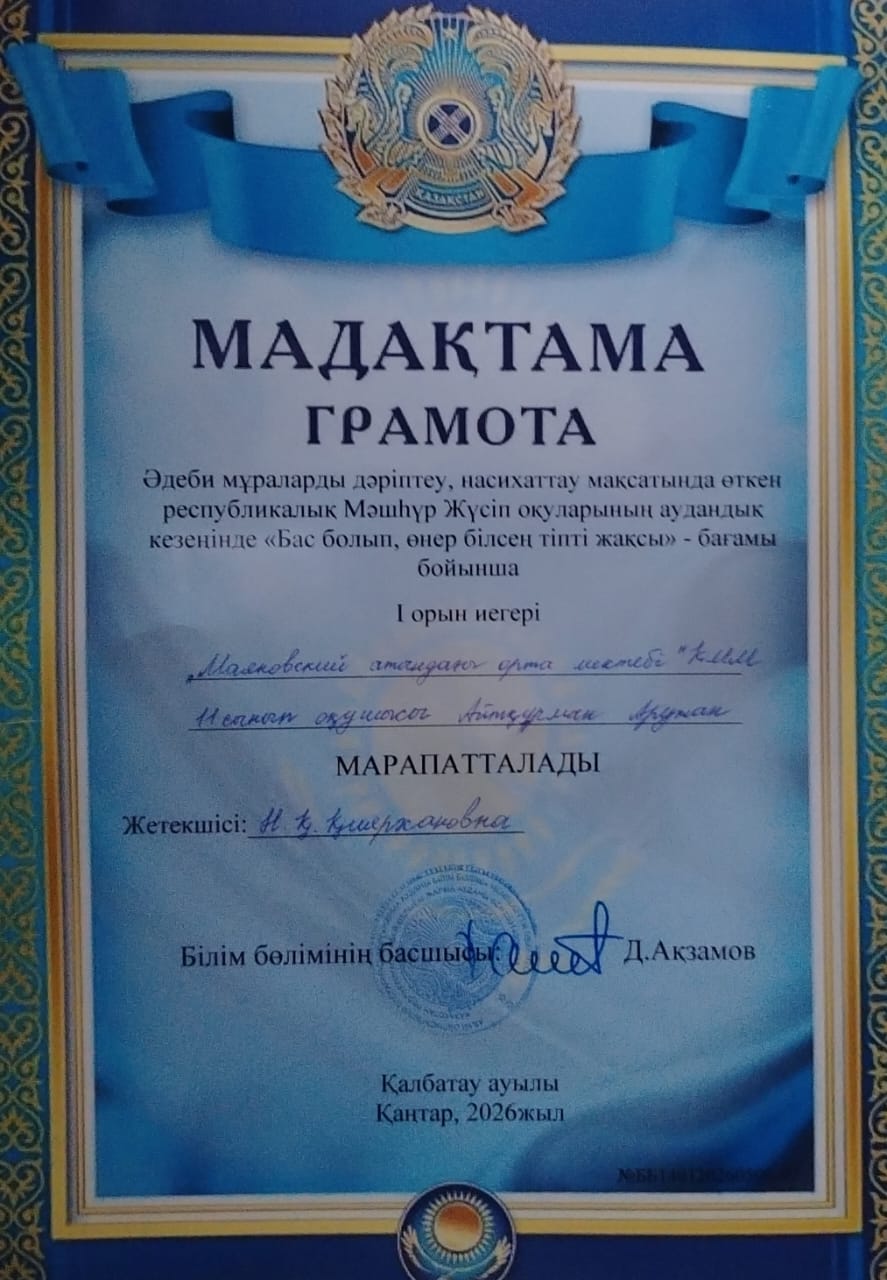 ҚАЗАҚСТАН
МАДАҚТАМА
ГРАМОТА
Әдеби мұраларды дәріптеу, насихаттау мақсатында өткен
республикалық Мәшһүр Жүсіп оқуларының аудандық
кезеңінде «Бас болып, өнер білсең тіпті жақсы» - бағамы
бойынша
І орын иегері
„Маяковский атындағы орта мектебі" КММ
11 сынып оқушысы Айтқұрман Аружан
МАРАПАТТАЛАДЫ
Жетекшісі: Н. Қ.
Білім бөлімінің басшысы: Д.Ақзамов
Қалбатау ауылы
Қаңтар, 2026жыл